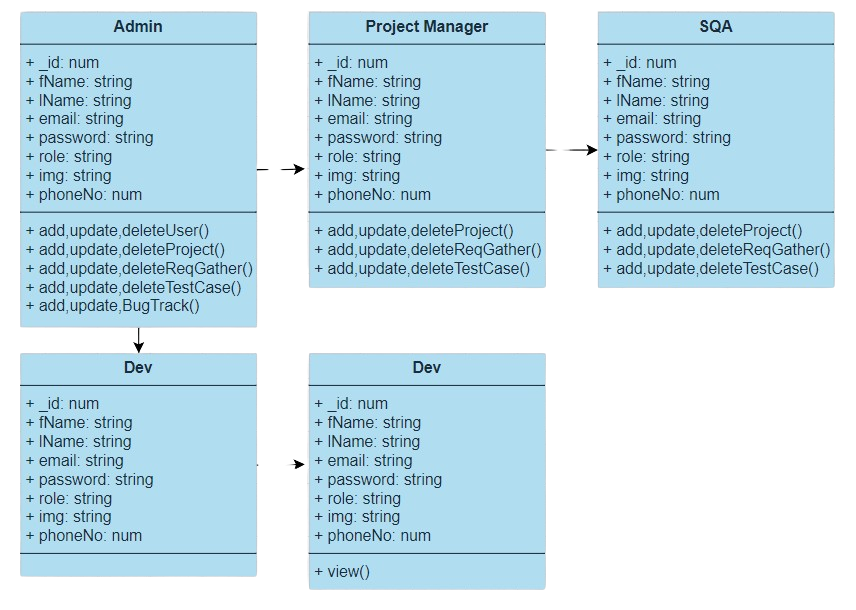 Admin
+ _id: num
+ fName: string
+ lName: string
+ email: string
+ password: string
+ role: string
+ img: string
+ phoneNo: num
+ add,update,deleteUser()
+ add,update,deleteProject()
+ add,update,deleteReqGather()
+ add,update,deleteTestCase()
+ add,update,BugTrack()
Project Manager
+ _id: num
+ fName: string
+ lName: string
+ email: string
+ password: string
+ role: string
+ img: string
+ phoneNo: num
+ add,update,deleteProject()
+ add,update,deleteReqGather()
+ add,update,deleteTestCase()
SQA
+ _id: num
+ fName: string
+ lName: string
+ email: string
+ password: string
+ role: string
+ img: string
+ phoneNo: num
+ add,update,deleteProject()
+ add,update,deleteReqGather()
+ add,update,deleteTestCase()
Dev
+ _id: num
+ fName: string
+ lName: string
+ email: string
+ password: string
+ role: string
+ img: string
+ phoneNo: num
Dev
+ _id: num
+ fName: string
+ lName: string
+ email: string
+ password: string
+ role: string
+ img: string
+ phoneNo: num
+ view()